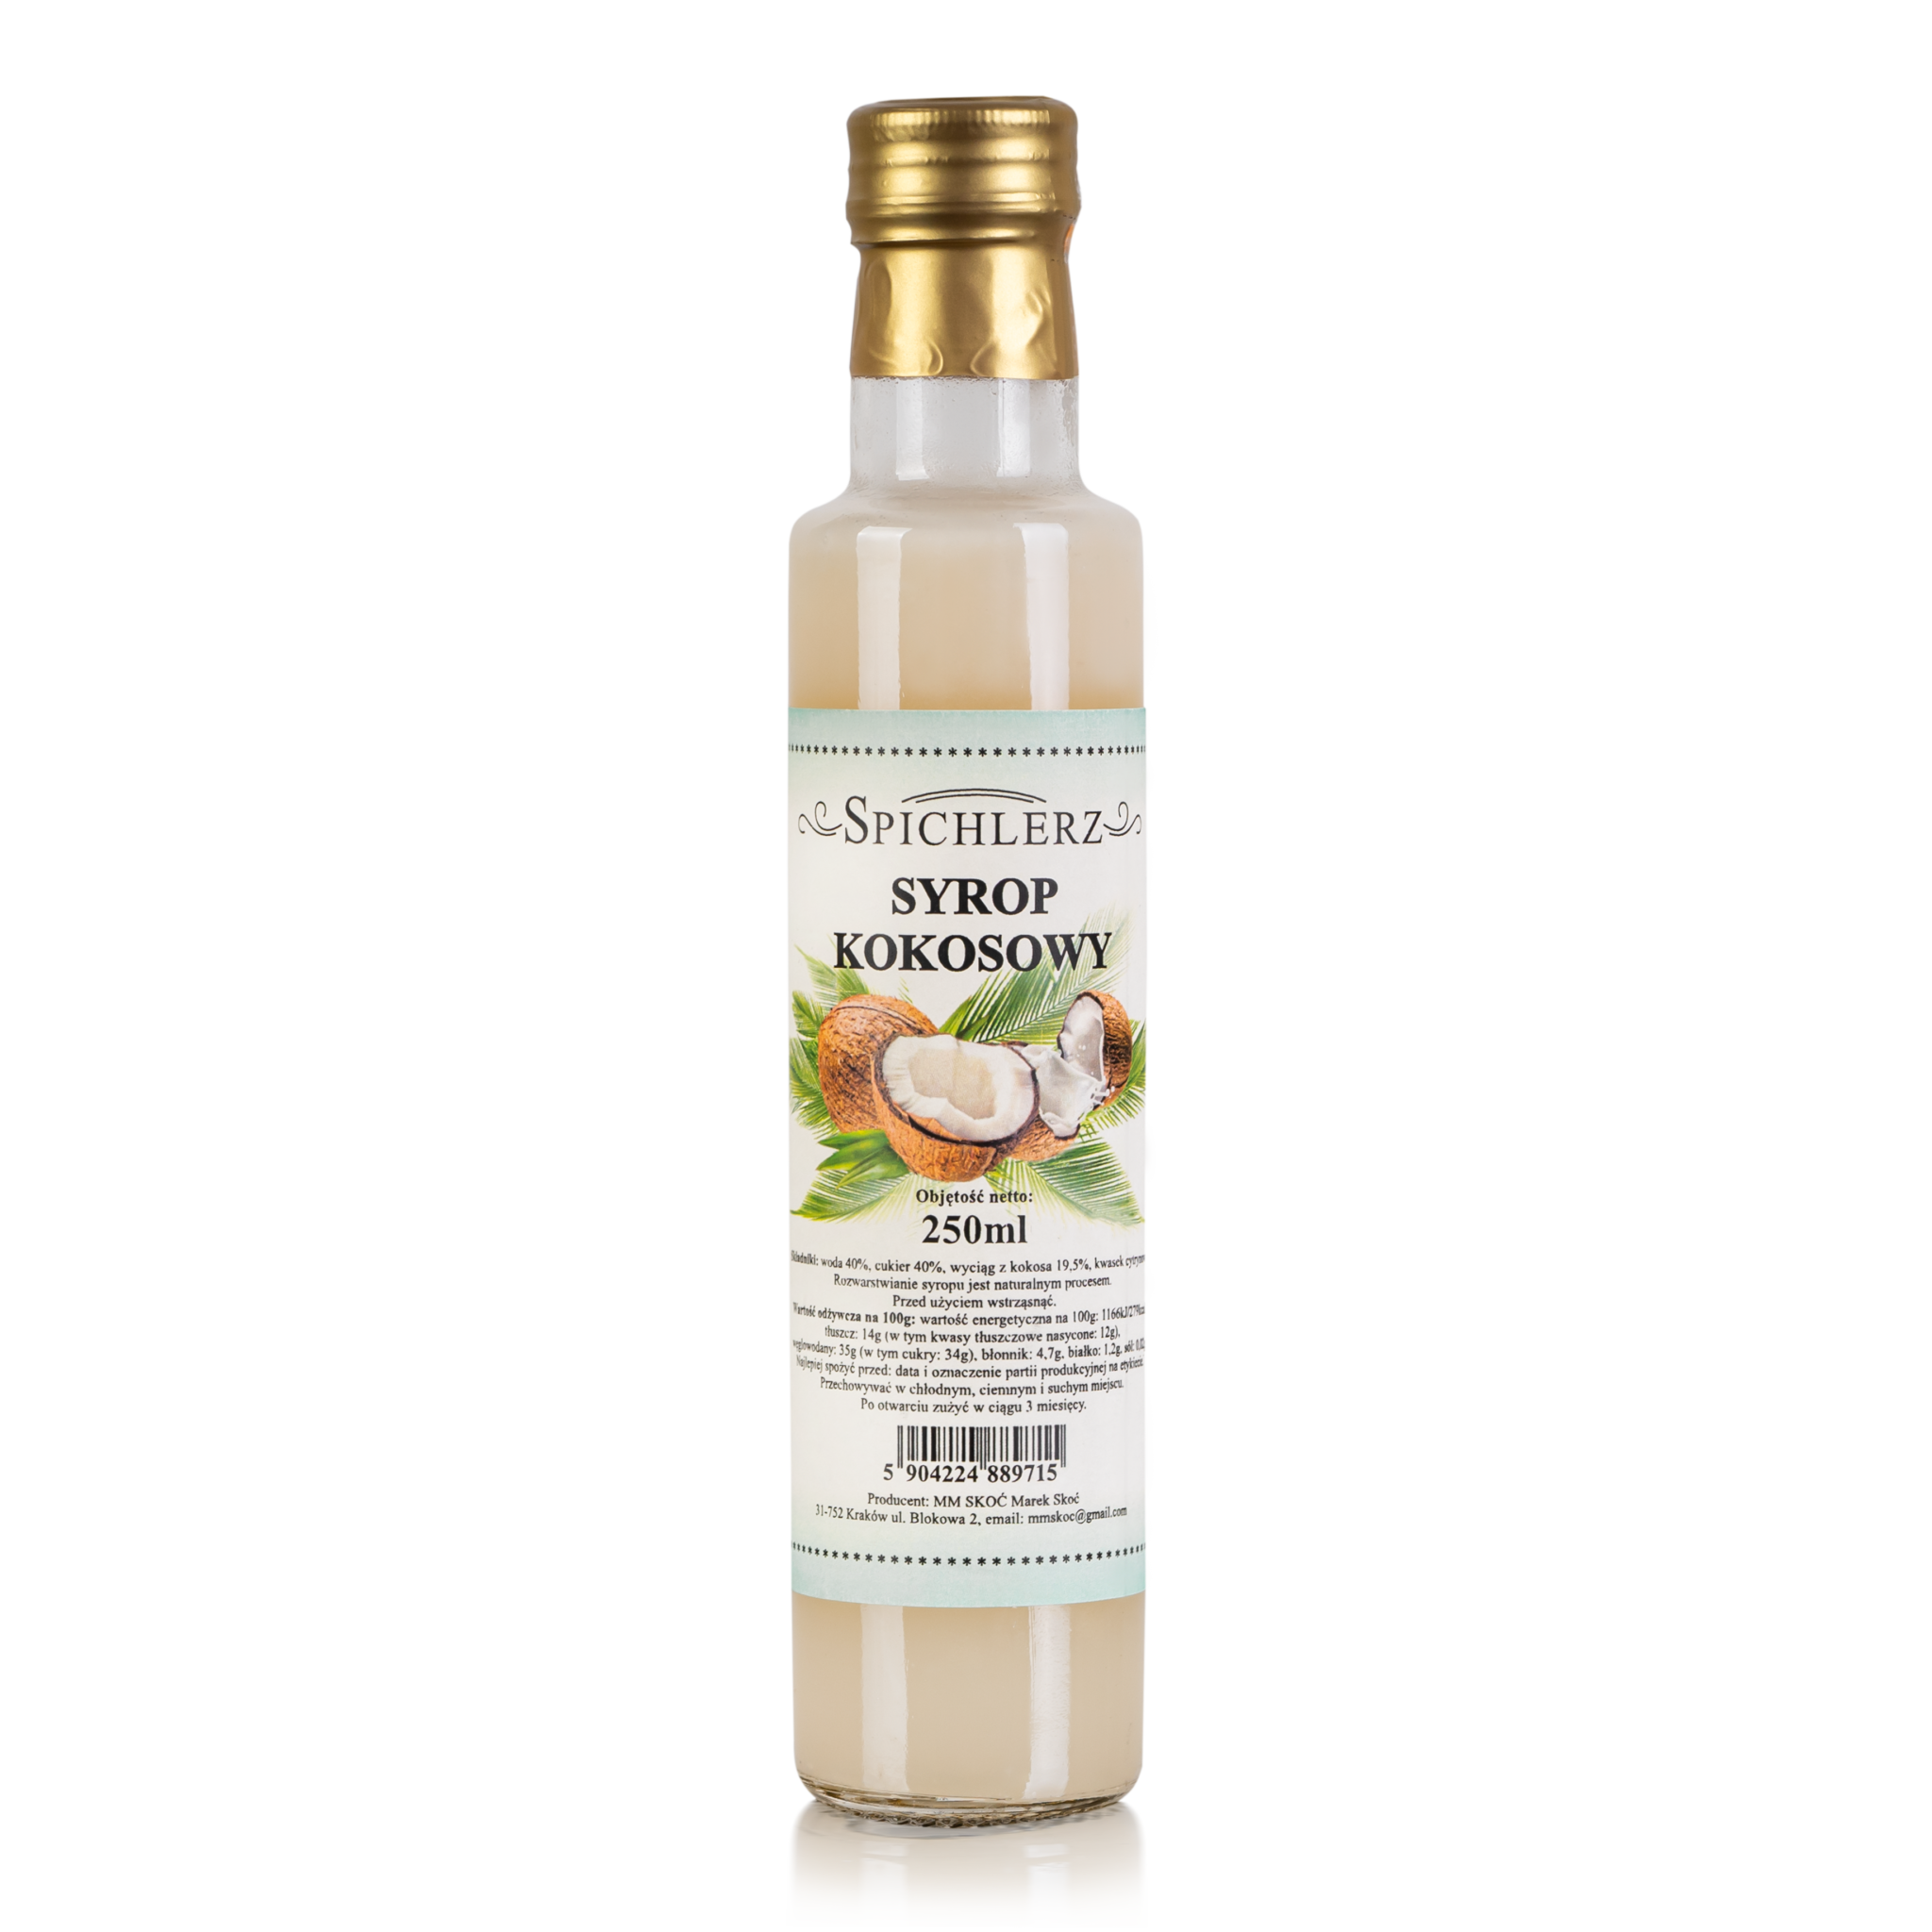 SPICHLERZ
SYROP
KOKOSOWY
Objętość netto:
250ml
Składniki: woda 40%, cukier 40%, wyciąg z kokosa 19,5%, kwasek
Rozwarstwianie syropu jest naturalnym procesem.
Przed użyciem wstrząsnąć.
Wartość odżywcza na 100g: wartość energetyczna na 100g: 1166kJ/279kcal
tłuszcz: 14g (w tym kwasy tłuszczowe nasycone: 12g),
węglowodany: 35g (w tym cukry: 34g), błonnik: 4,7g, białko: 1,2g, sól:
Najlepiej spożyć przed: data i oznaczenie partii produkcyjnej na etykiecie.
Przechowywać w chłodnym, ciemnym i suchym miejscu.
Po otwarciu zużyć w ciągu 3 miesięcy.
5 904224 889715
Producent: MM SKOĆ Marek Skoć
31-752 Kraków ul. Blokowa 2, email: mmskoc@gmail.com